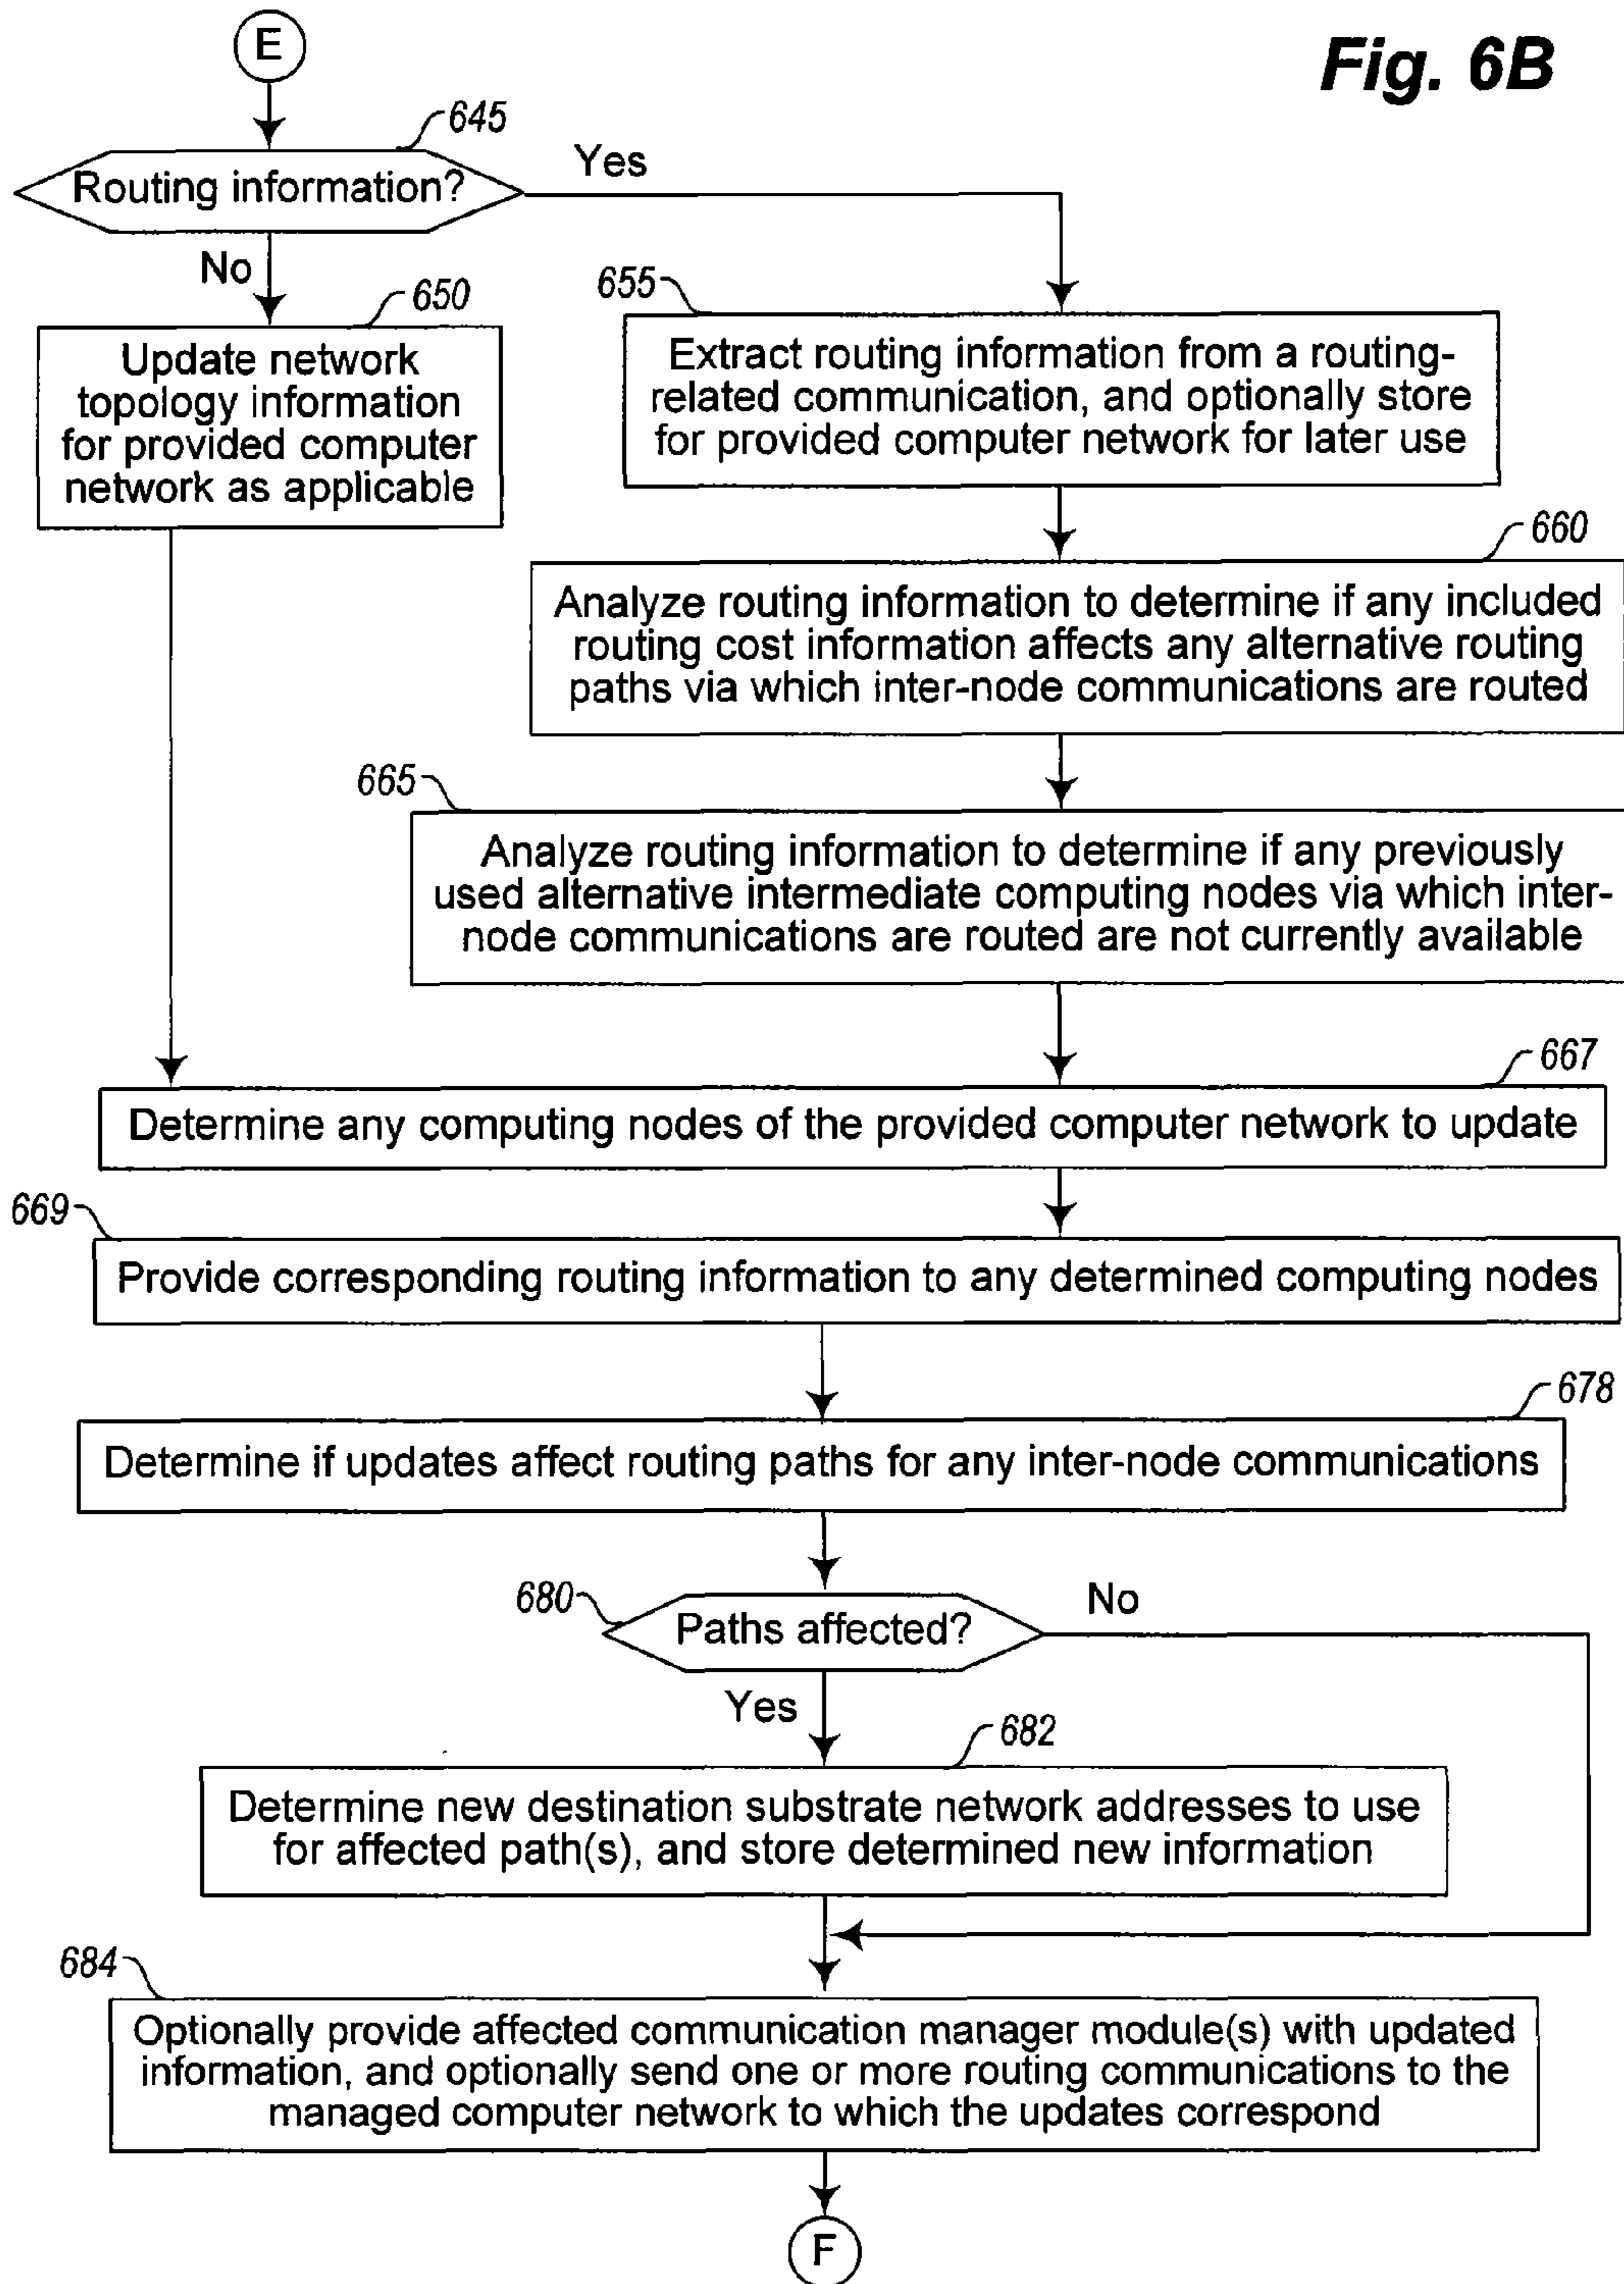 Fig. 6B
E
645
Routing information?
Yes
No
650
Update network
topology information
for provided computer
network as applicable
655
Extract routing information from a routing-
related communication, and optionally store
for provided computer network for later use
660
Analyze routing information to determine if any included
routing cost information affects any alternative routing
paths via which inter-node communications are routed
665
Analyze routing information to determine if any previously
used alternative intermediate computing nodes via which inter-
node communications are routed are not currently available
667
Determine any computing nodes of the provided computer network to update
669
Provide corresponding routing information to any determined computing nodes
678
Determine if updates affect routing paths for any inter-node communications
680
Paths affected?
No
Yes
682
Determine new destination substrate network addresses to use
for affected path(s), and store determined new information
684
Optionally provide affected communication manager module(s) with updated
information, and optionally send one or more routing communications to the
managed computer network to which the updates correspond
F